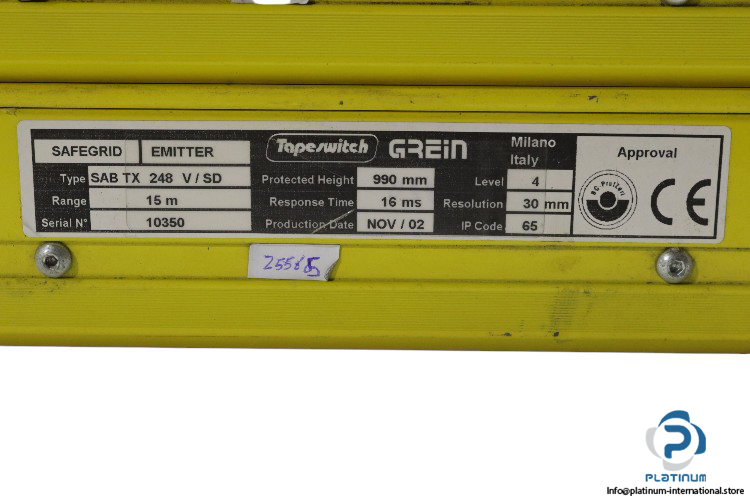 SAFEGRID EMITTER Tapeswitch GREIN Milano Italy Approval
Type SAB TX 248 V / SD Protected Height 990 mm Level 4
Range 15 m Response Time 16 ms Resolution 30 mm
Serial N° 10350 Production Date NOV / 02 IP Code 65
CE
PLATINUM
Info@platinum-international.store